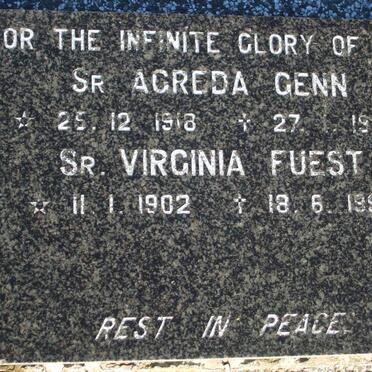 OR THE INFINITE GLORY OF
SR AGREDA GENN
☆ 25.12 1918 † 27.
SR. VIRGINIA FUEST
☆ 11.1.1902 † 18.6.
REST IN PEACE